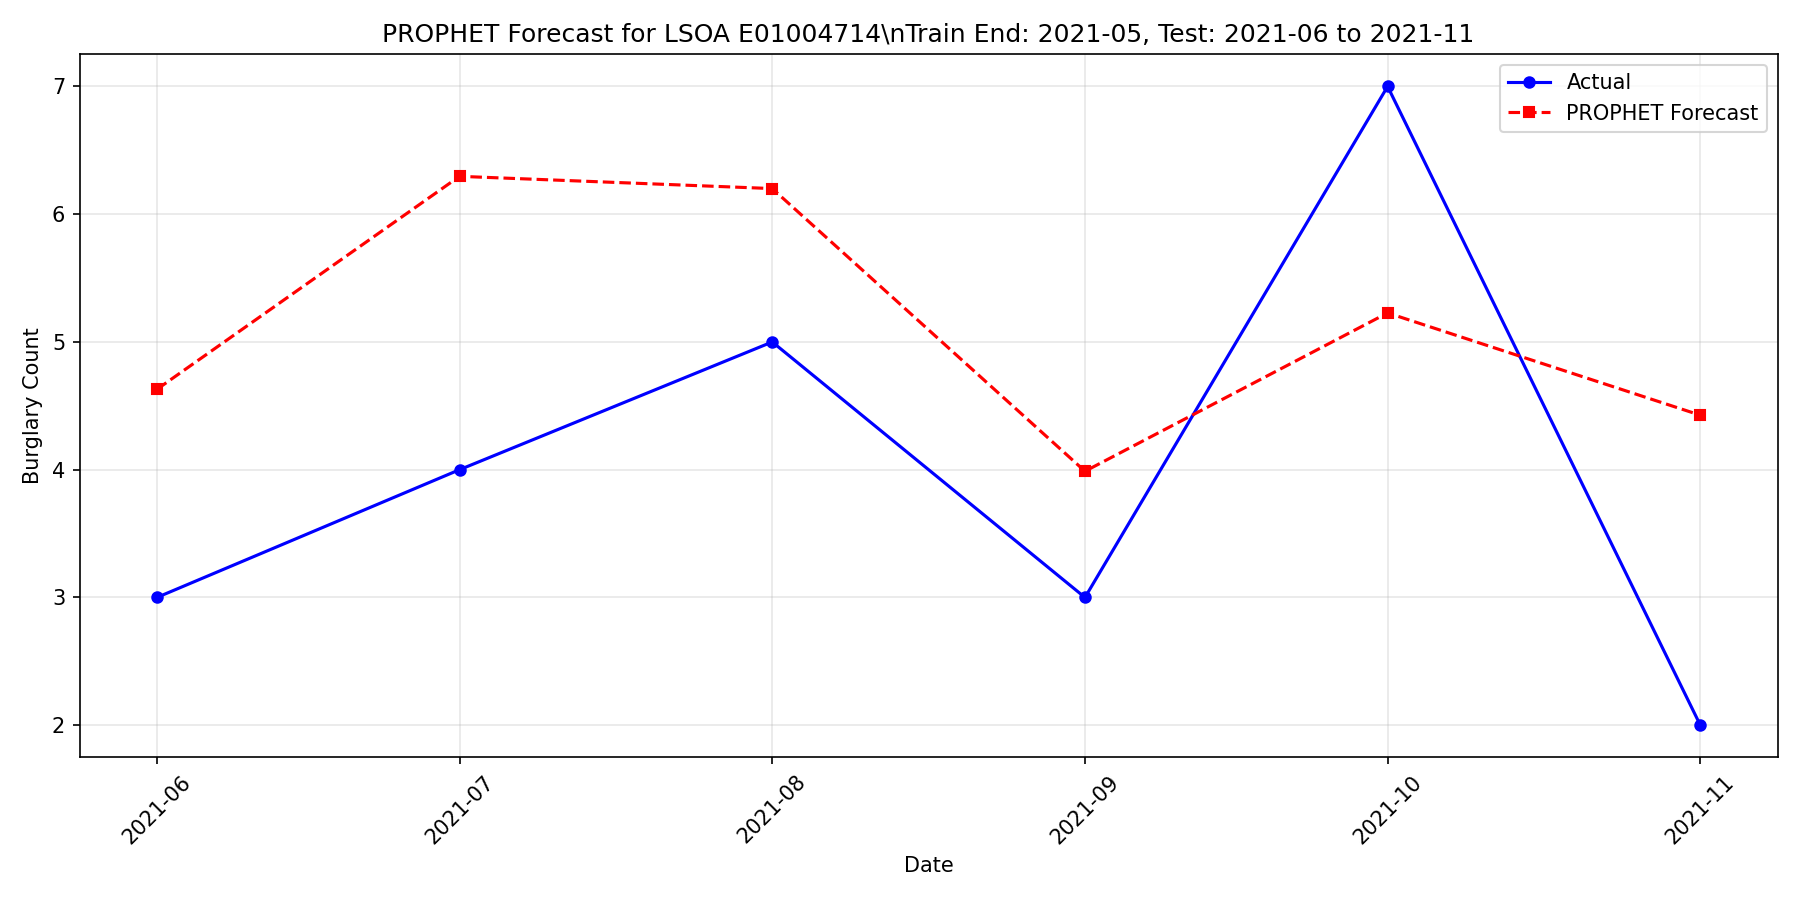 PROPHET Forecast for LSOA E01004714\nTrain End: 2021-05, Test: 2021-06 to 2021-11
Actual
PROPHET Forecast
Burglary Count
7
6
5
4
3
2
2021-06
2021-07
2021-08
2021-09
2021-10
2021-11
Date